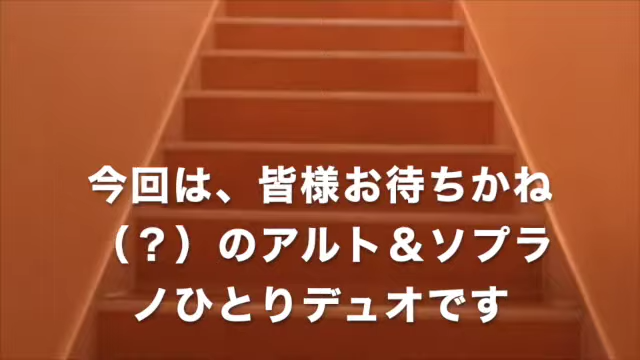 今回は、皆様お待ちかね
（？）のアルト＆ソプラ
ノひとりデュオです